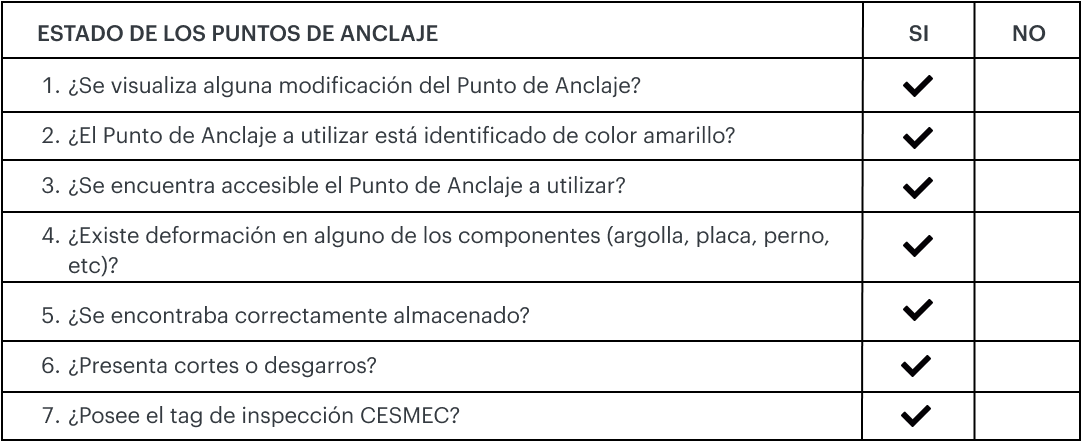 ESTADO DE LOS PUNTOS DE ANCLAJE SI NO
1. ¿Se visualiza alguna modificación del Punto de Anclaje? ✔
2. ¿El Punto de Anclaje a utilizar está identificado de color amarillo? ✔
3. ¿Se encuentra accesible el Punto de Anclaje a utilizar? ✔
4. ¿Existe deformación en alguno de los componentes (argolla, placa, perno, ✔
etc)?
5. ¿Se encontraba correctamente almacenado? ✔
6. ¿Presenta cortes o desgarros? ✔
7. ¿Posee el tag de inspección CESMEC? ✔